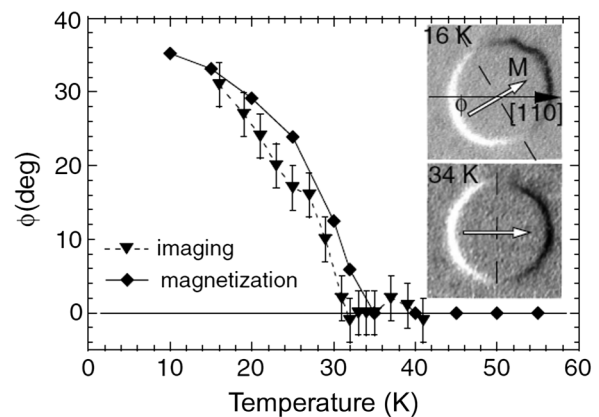 40
30
20
10
0
ϕ(deg)
16 K
M
ϕ
[110]
34 K
imaging
magnetization
0 10 20 30 40 50 60
Temperature (K)